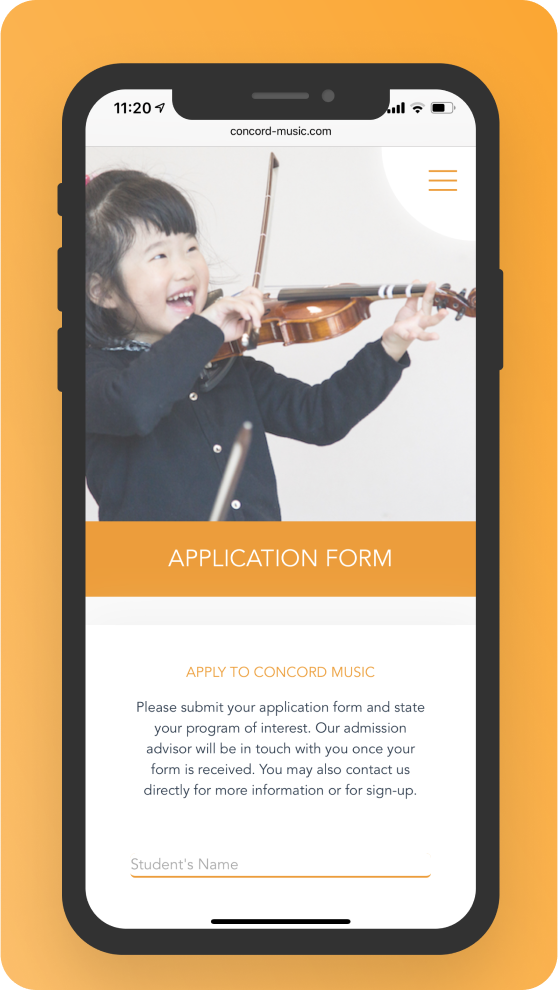 11:20
concord-music.com
APPLICATION FORM
APPLY TO CONCORD MUSIC
Please submit your application form and state
your program of interest. Our admission
advisor will be in touch with you once your
form is received. You may also contact us
directly for more information or for sign-up.
Student's Name